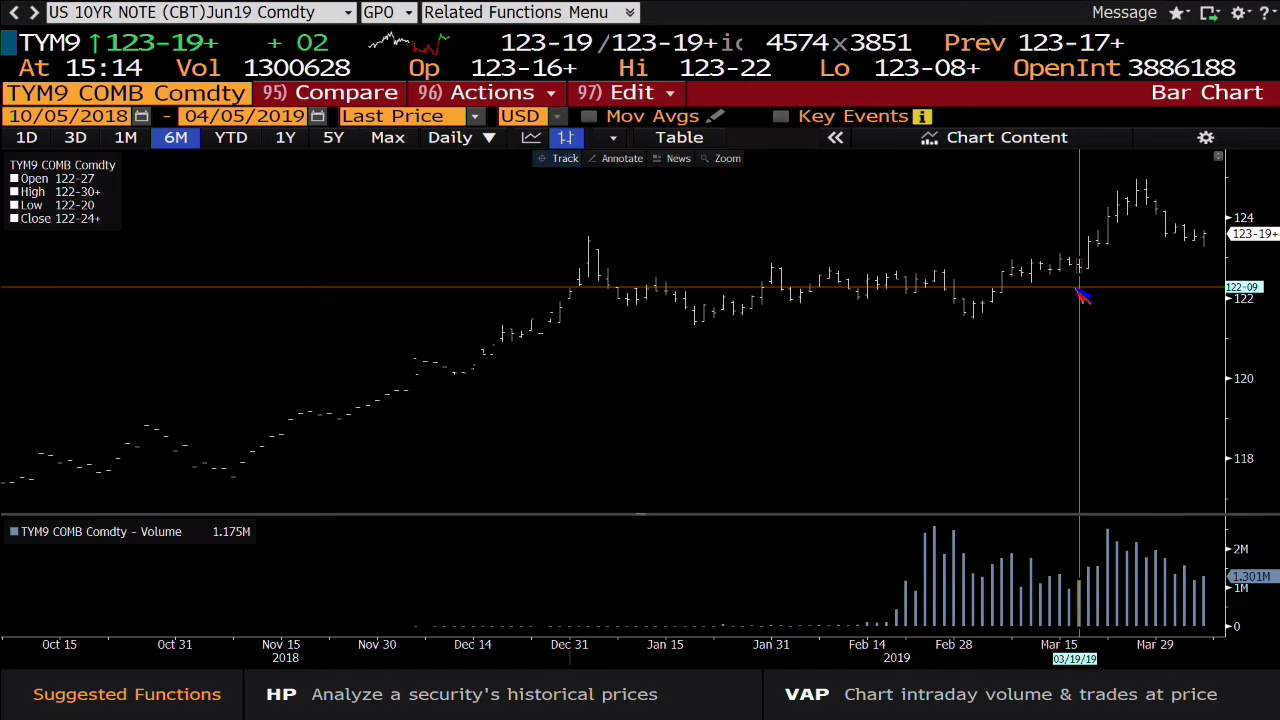 US 10YR NOTE (CBT)Jun19 Comdty GPO Related Functions Menu Message ?
TYM9 ↑123-19+ + 02 123-19 /123-19+ 4574x3851 Prev 123-17+
At 15:14 Vol 1300628 Op 123-16+ Hi 123-22 Lo 123-08+ OpenInt 3886188
TYM9 COMB Comdty 95) Compare 96) Actions 97) Edit Bar Chart
10/05/2018 - 04/05/2019 Last Price USD Mov Avgs Key Events i
1D 3D 1M 6M YTD 1Y 5Y Max Daily ▼ Table « Chart Content
Track Annotate News Zoom
TYM9 COMB Comdty
Open 122-27
High 122-30+
Low 122-20
Close 122-24+
124
123-19+
122-09
122
120
118
TYM9 COMB Comdty - Volume 1.175M
2M
1.301M
1M
0
Oct 15 Oct 31 Nov 15 Nov 30 Dec 14 Dec 31 Jan 15 Jan 31 Feb 14 Feb 28 Mar 15 Mar 29
2018 2019 03/19/19
Suggested Functions HP Analyze a security's historical prices VAP Chart intraday volume & trades at price